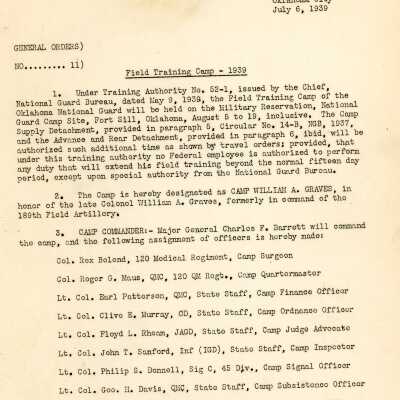 Oklahoma City
July 6, 1939
GENERAL ORDERS)
NO......... 11)
Field Training Camp - 1939
1. Under Training Authority No. 52-1, issued by the Chief,
National Guard Bureau, dated May 9, 1939, the Field Training Camp of the
Oklahoma National Guard will be held on the Military Reservation, National
Guard Camp Site, Fort Sill, Oklahoma, August 5 to 19, inclusive. The Camp
Supply Detachment, provided in paragraph 5, Circular No. 14-B, NGB, 1937,
and the Advance and Rear Detachment, provided in paragraph 6, ibid, will be
authorized such additional time as shown by travel orders; provided, that
under this training authority no Federal employee is authorized to perform
any duty that will extend his field training beyond the normal fifteen day
period, except upon special authority from the National Guard Bureau.
2. The Camp is hereby designated as CAMP WILLIAM A. GRAVES, in
honor of the late Colonel William A. Graves, formerly in command of the
189th Field Artillery.
3. CAMP COMMANDER:- Major General Charles F. Barrett will command
the camp, and the following assignment of officers is hereby made:
Col. Rex Bolend, 120 Medical Regiment, Camp Surgeon
Col. Roger G. Maus, QMC, 120 QM Regt., Camp Quartermaster
Lt. Col. Earl Patterson, QMC, State Staff, Camp Finance Officer
Lt. Col. Clive E. Murray, OD, State Staff, Camp Ordnance Officer
Lt. Col. Floyd L. Rheam, JAGD, State Staff, Camp Judge Advocate
Lt. Col. John T. Sanford, Inf (IGD), State Staff, Camp Inspector
Lt. Col. Philip S. Donnell, Sig C, 45 Div., Camp Signal Officer
Lt. Col. Geo. H. Davis, QMC, State Staff, Camp Subsistence Officer